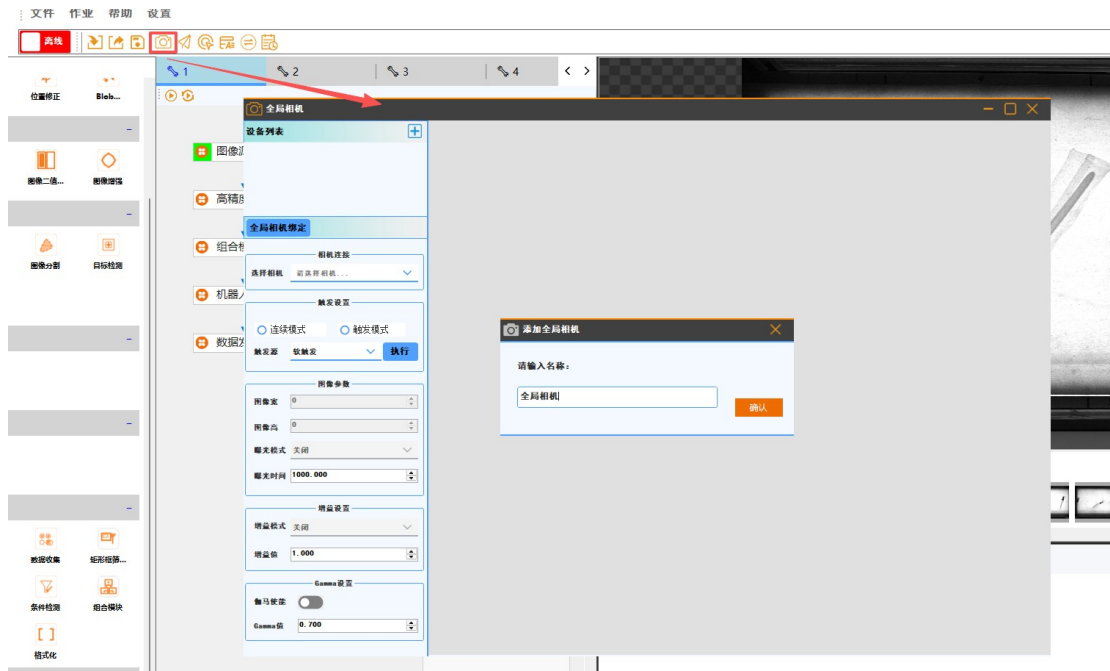 文件 作业 帮助 设置
离线
1 2 3 4
位置修正 Blob...
全局相机
设备列表
图像二值... 图像增强
全局相机绑定
图像分割 目标检测
相机连接
选择相机 请选择相机...
触发设置
连续模式 触发模式
触发源 软触发 执行
图像参数
图像宽 0
图像高 0
曝光模式 关闭
曝光时间 1000.000
增益设置
增益模式 关闭
增益值 1.000
Gamma设置
伽马使能
Gamma值 0.700
图像源
高精度
组合模
机器人
数据发
添加全局相机
请输入名称：
全局相机
确认
数据收集 矩形框筛...
条件检测 组合模块
格式化